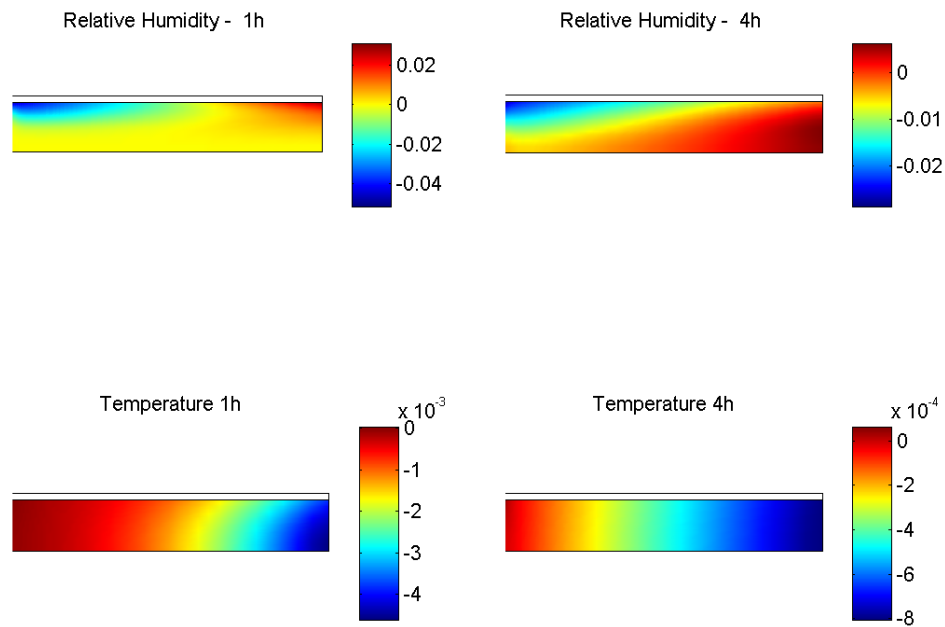 Relative Humidity - 1h
0.02
0
-0.02
-0.04
Relative Humidity - 4h
0
-0.01
-0.02
Temperature 1h
x 10-3
0
-1
-2
-3
-4
Temperature 4h
x 10-4
0
-2
-4
-6
-8